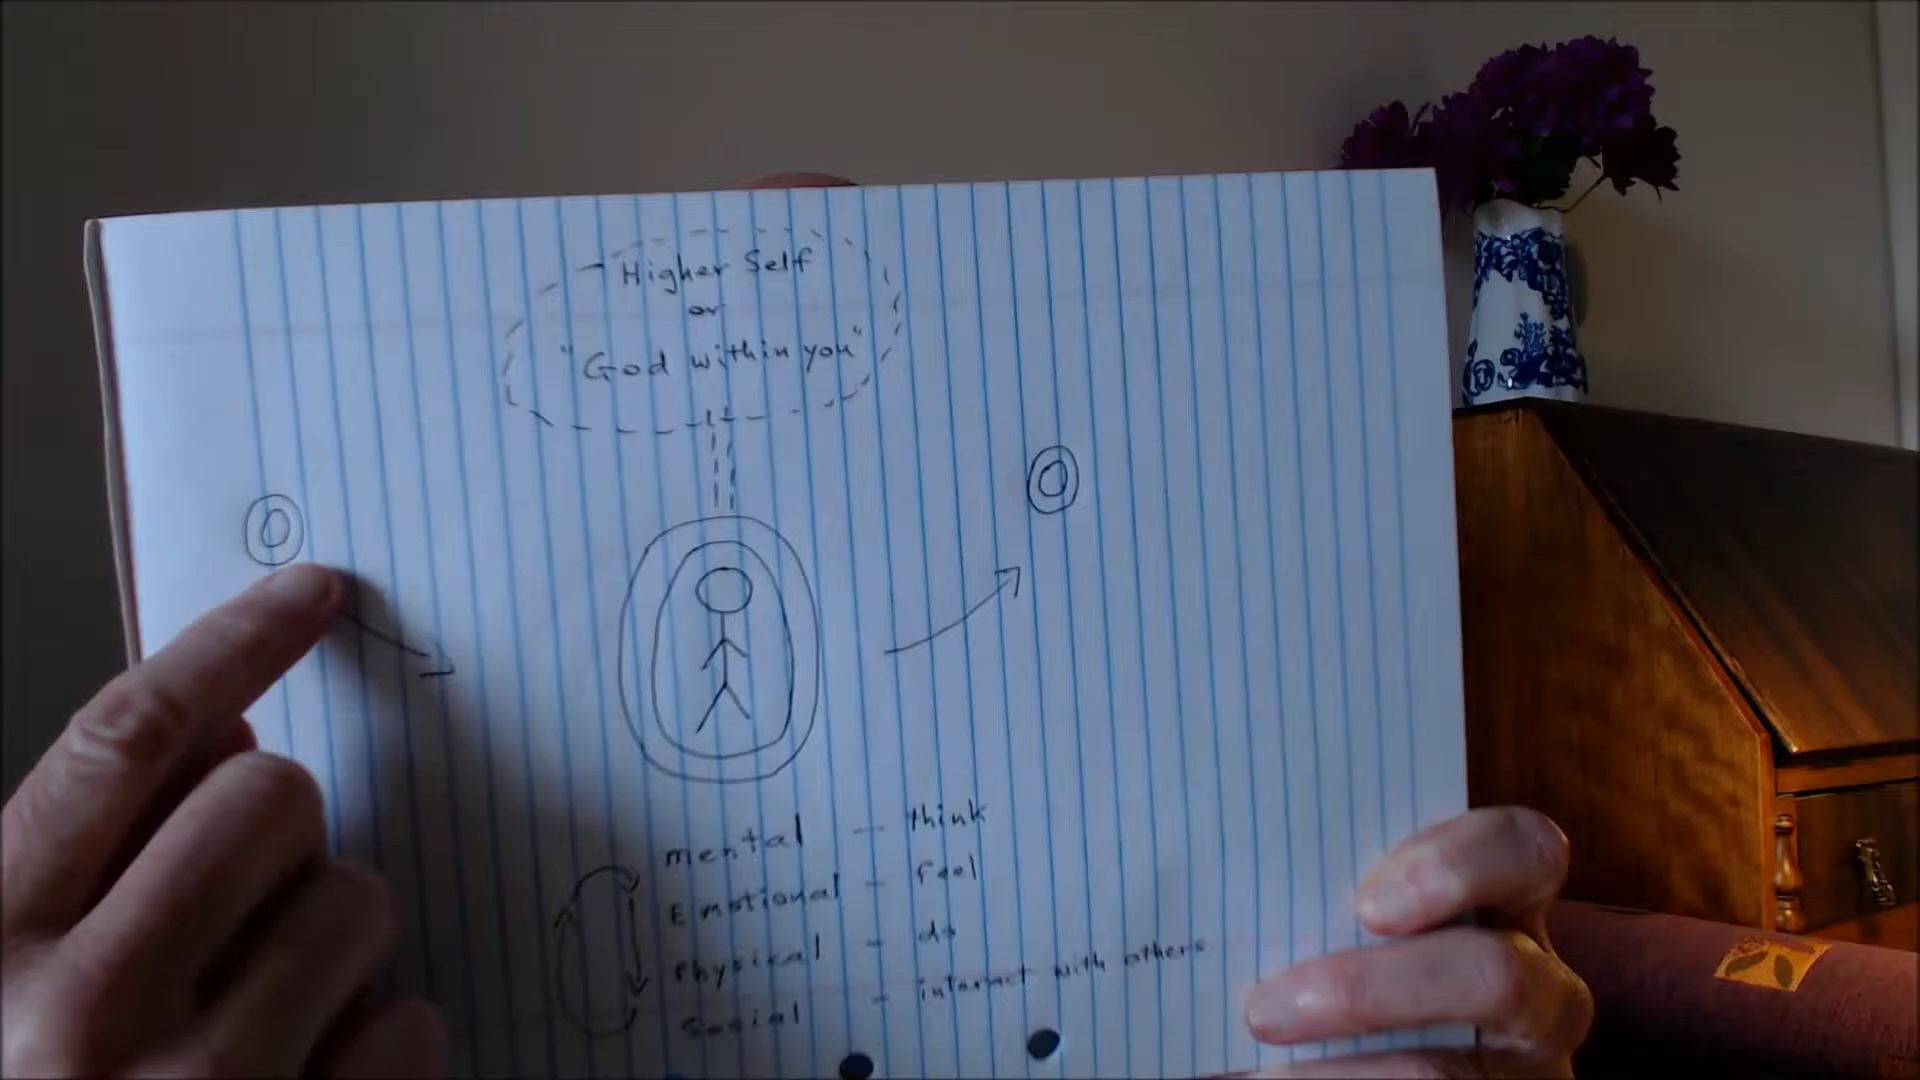 Higher Self
or
"God within you"
mental - think
Emotional - feel
Physical - do
Social - interact with others